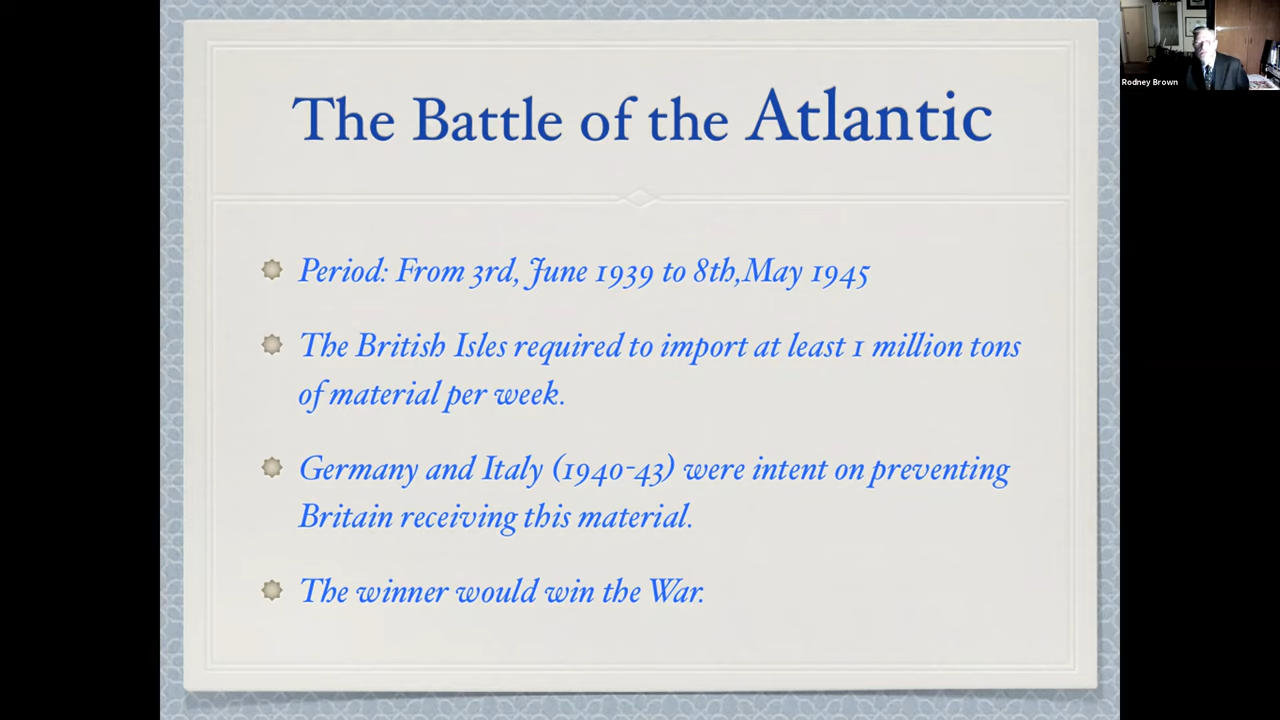 The Battle of the Atlantic
Rodney Brown
Period: From 3rd, June 1939 to 8th,May 1945
The British Isles required to import at least 1 million tons
of material per week.
Germany and Italy (1940-43) were intent on preventing
Britain receiving this material.
The winner would win the War.